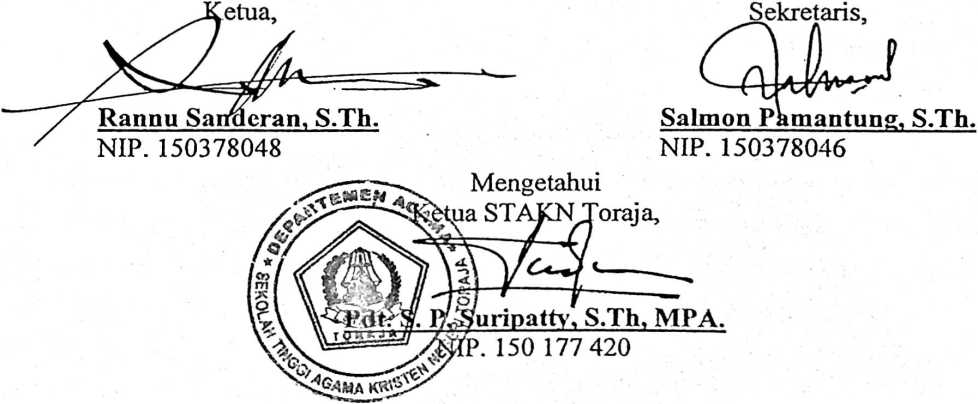 Ketua,
Rannu Sanderan, S.Th.
NIP. 150378048
Sekretaris,
Salmon Pamantung, S.Th.
NIP. 150378046
Mengetahui
Ketua STAKN Toraja,
Pdt. S. P. Suripatty, S.Th, MPA.
NIP. 150 177 420
DEPARTEMEN AGAMA
SEKOLAH TINGGI AGAMA KRISTEN NEGERI TORAJA
TORAJA